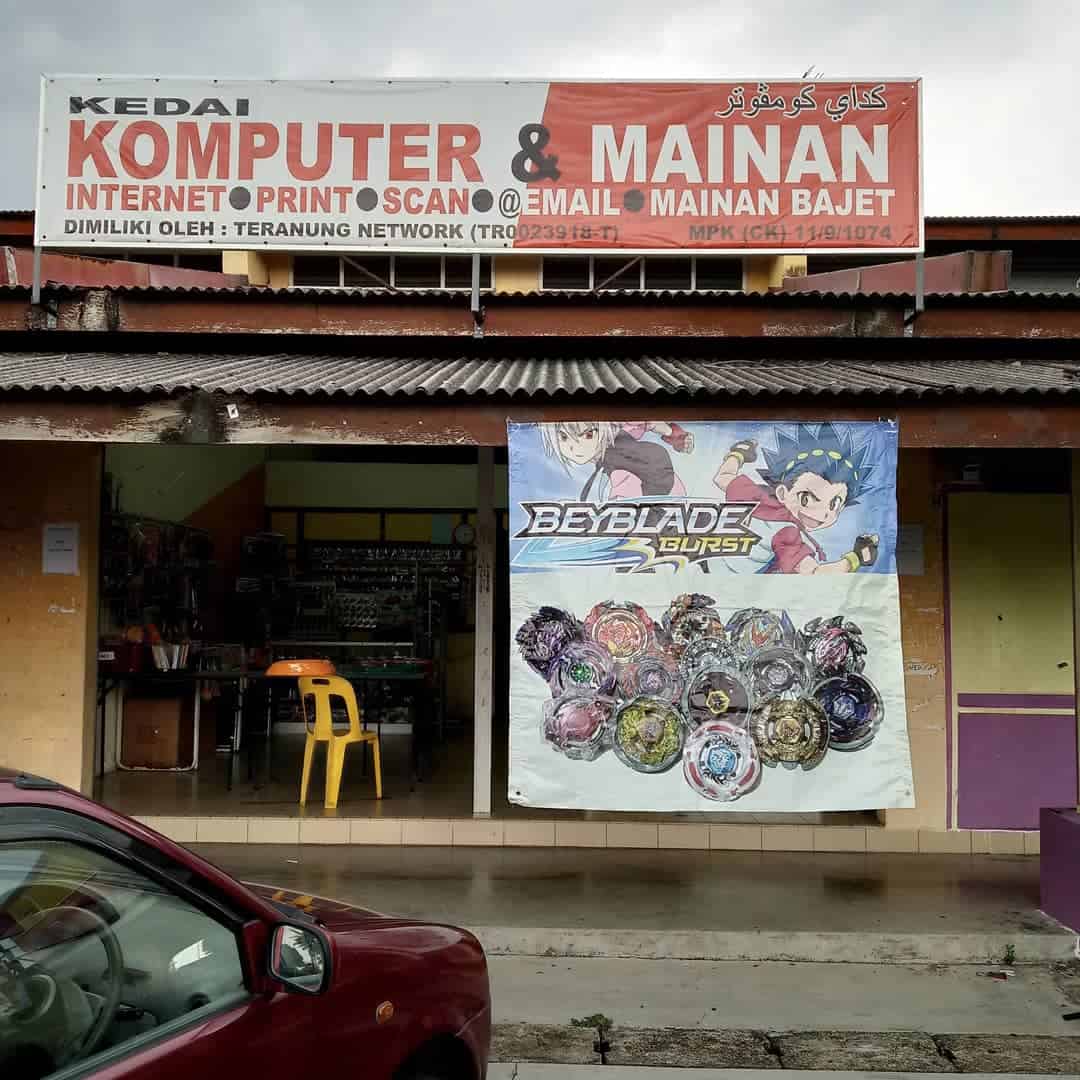 KEDAI
كداي كومڤوتر
KOMPUTER & MAINAN
INTERNET●PRINT●SCAN●@EMAIL●MAINAN BAJET
DIMILIKI OLEH : TERANUNG NETWORK (TR0023918-T) MPK (CK) 11/9/1074
BEYBLADE
BURST